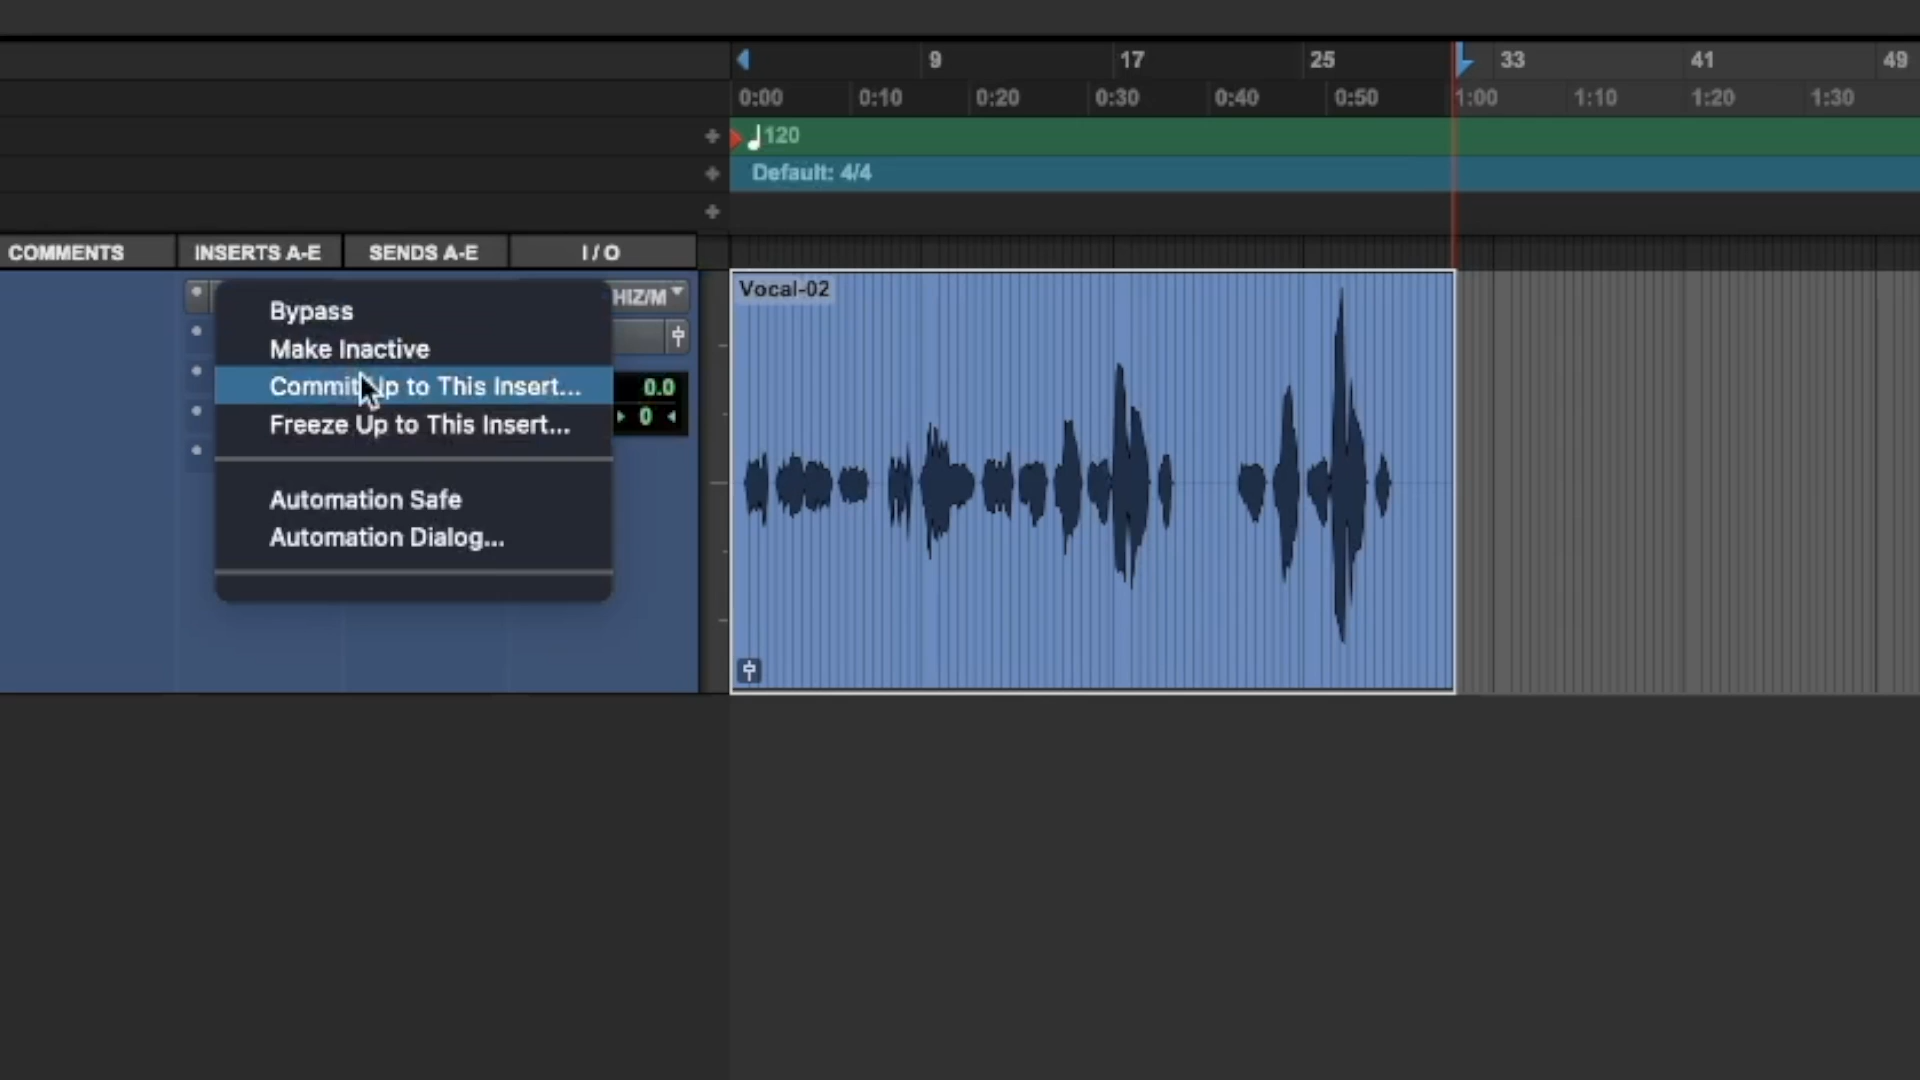 9 17 25 33 41 49
0:00 0:10 0:20 0:30 0:40 0:50 1:00 1:10 1:20 1:30
120
Default: 4/4
COMMENTS INSERTS A-E SENDS A-E I / O
Vocal-02
HIZ/M
Bypass
Make Inactive
Commit Up to This Insert...
0.0
Freeze Up to This Insert...
0
Automation Safe
Automation Dialog...